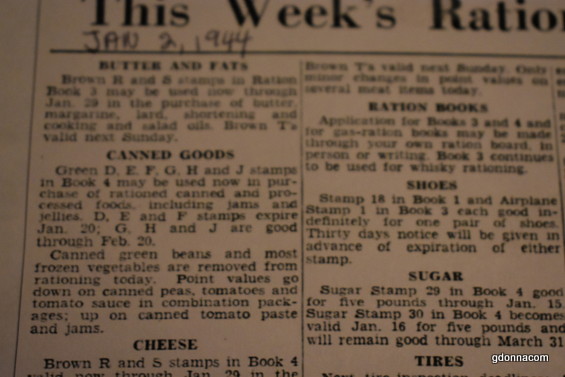 This Week's Ration
JAN 2, 1944
BUTTER AND FATS
Brown R and S stamps in Ration
Book 3 may be used now through
Jan. 29 in the purchase of butter,
margarine, lard, shortening and
cooking and salad oils. Brown T's
valid next Sunday.
CANNED GOODS
Green D, E, F, G, H and J stamps
in Book 4 may be used now in pur-
chase of rationed canned and pro-
cessed foods, including jams and
jellies. D, E and F stamps expire
Jan. 20; G, H and J are good
through Feb. 20.
Canned green beans and most
frozen vegetables are removed from
rationing today. Point values go
down on canned peas, tomatoes and
tomato sauce in combination pack-
ages; up on canned tomato paste
and jams.
CHEESE
Brown R and S stamps in Book 4
valid now through Jan. 29 in the
Brown T's valid next Sunday. Only
minor changes in point values on
several meat items today.
RATION BOOKS
Application for Books 3 and 4 and
for gas-ration books may be made
through your own ration board, in
person or writing. Book 3 continues
to be used for whisky rationing.
SHOES
Stamp 18 in Book 1 and Airplane
Stamp 1 in Book 3 each good in-
definitely for one pair of shoes.
Thirty days notice will be given in
advance of expiration of either
stamp.
SUGAR
Sugar Stamp 29 in Book 4 good
for five pounds through Jan. 15.
Sugar Stamp 30 in Book 4 becomes
valid Jan. 16 for five pounds and
will remain good through March 31
TIRES
Next tire inspection deadline
gdonnacom